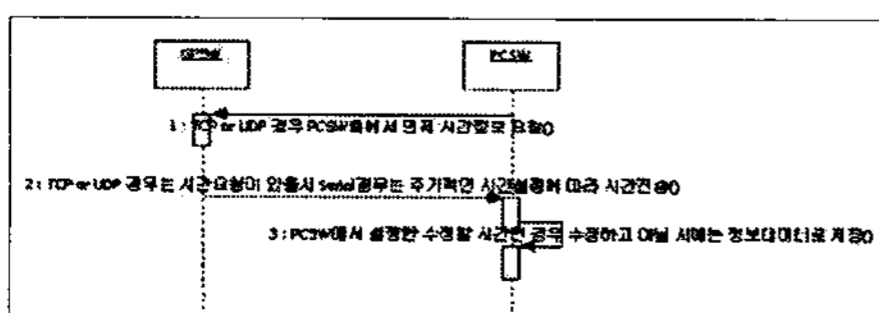 PCSW
1 : TCP or UDP 경우 PCSW측에서 먼저 시간정보 요청()
2 : TCP or UDP 경우는 시간요청이 있을시 Serial경우는 주기적인 시간설정에 따라 시간전송()
3 : PCSW에서 설정한 수정할 시간인 경우 수정하고 아닐 시에는 정보데이터로 저장()